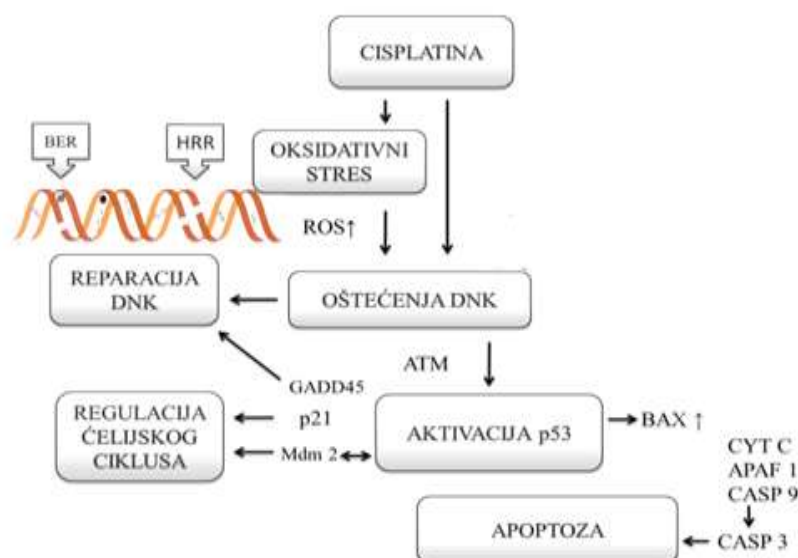 CISPLATINA
BER
HRR
OKSIDATIVNI
STRES
ROS↑
REPARACIJA
DNK
OŠTEĆENJA DNK
ATM
GADD45
p21
Mdm 2
REGULACIJA
ĆELIJSKOG
CIKLUSA
AKTIVACIJA p53
BAX ↑
CYT C
APAF 1
CASP 9
CASP 3
APOPTOZA